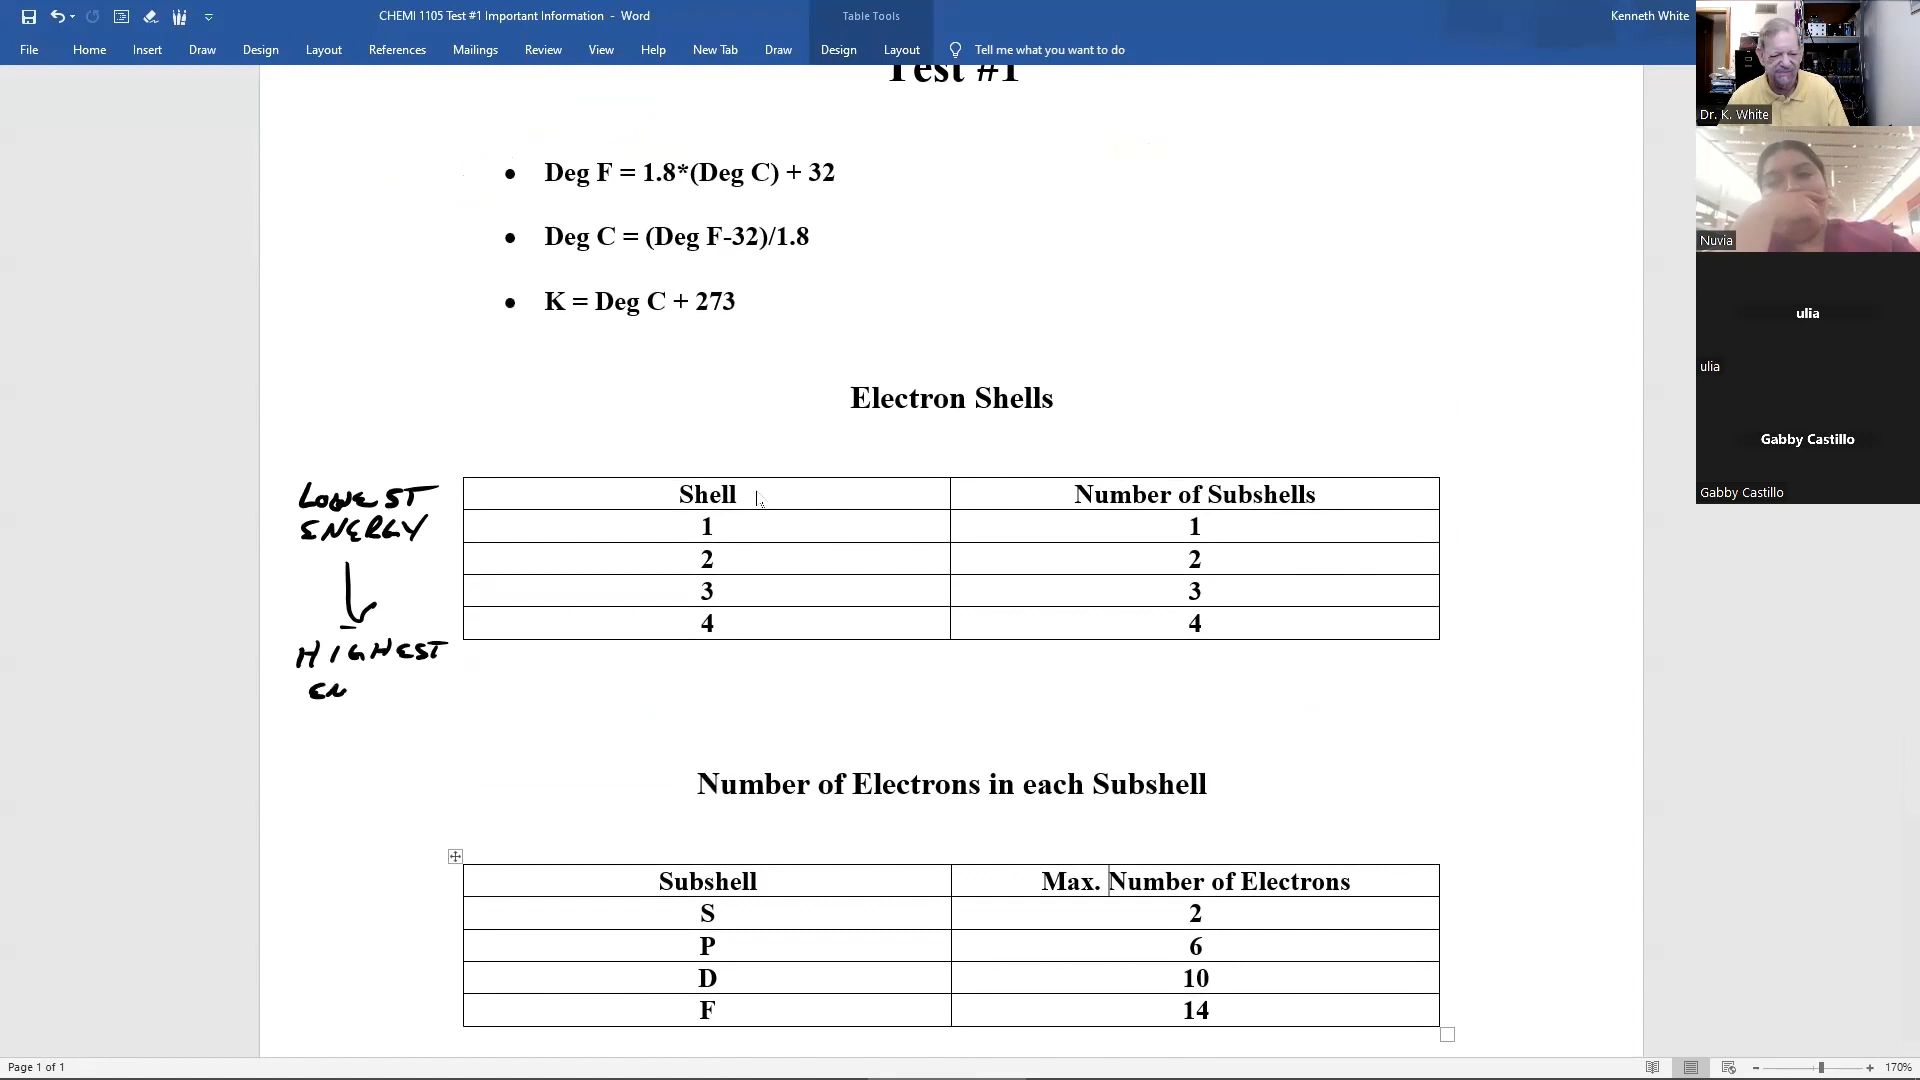 CHEMI 1105 Test #1 Important Information - Word
Table Tools
Kenneth White
File Home Insert Draw Design Layout References Mailings Review View Help New Tab Draw Design Layout Tell me what you want to do
Test #1
• Deg F = 1.8*(Deg C) + 32
• Deg C = (Deg F-32)/1.8
• K = Deg C + 273
Electron Shells
LOWEST
ENERGY
HIGHEST
EN
Shell Number of Subshells
1 1
2 2
3 3
4 4
Number of Electrons in each Subshell
Subshell Max. Number of Electrons
S 2
P 6
D 10
F 14
Dr. K. White
Nuvia
ulia
ulia
Gabby Castillo
Gabby Castillo
Page 1 of 1
170%